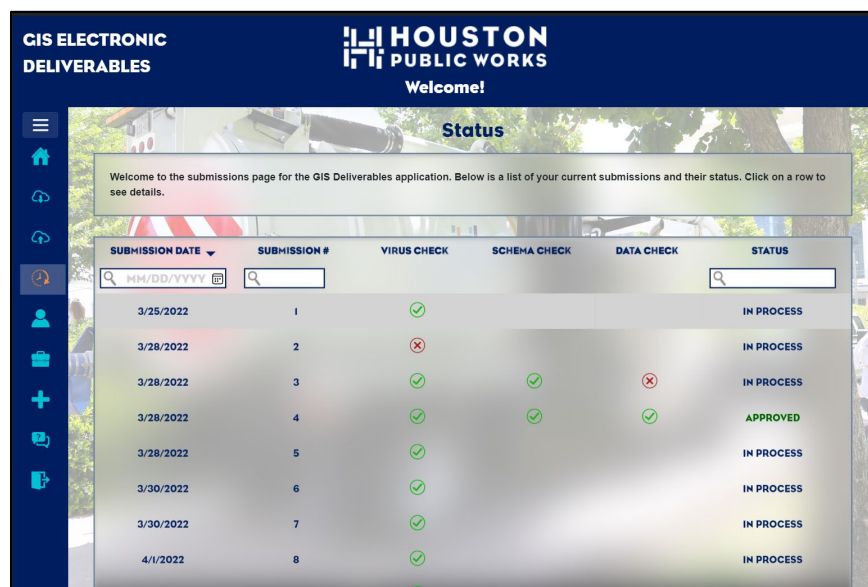 GIS ELECTRONIC
DELIVERABLES
HOUSTON
PUBLIC WORKS
Welcome!
Status
Welcome to the submissions page for the GIS Deliverables application. Below is a list of your current submissions and their status. Click on a row to
see details.
SUBMISSION DATE SUBMISSION # VIRUS CHECK SCHEMA CHECK DATA CHECK STATUS
MM/DD/YYYY
3/25/2022 1 IN PROCESS
3/28/2022 2 IN PROCESS
3/28/2022 3 IN PROCESS
3/28/2022 4 APPROVED
3/28/2022 5 IN PROCESS
3/30/2022 6 IN PROCESS
3/30/2022 7 IN PROCESS
4/1/2022 8 IN PROCESS